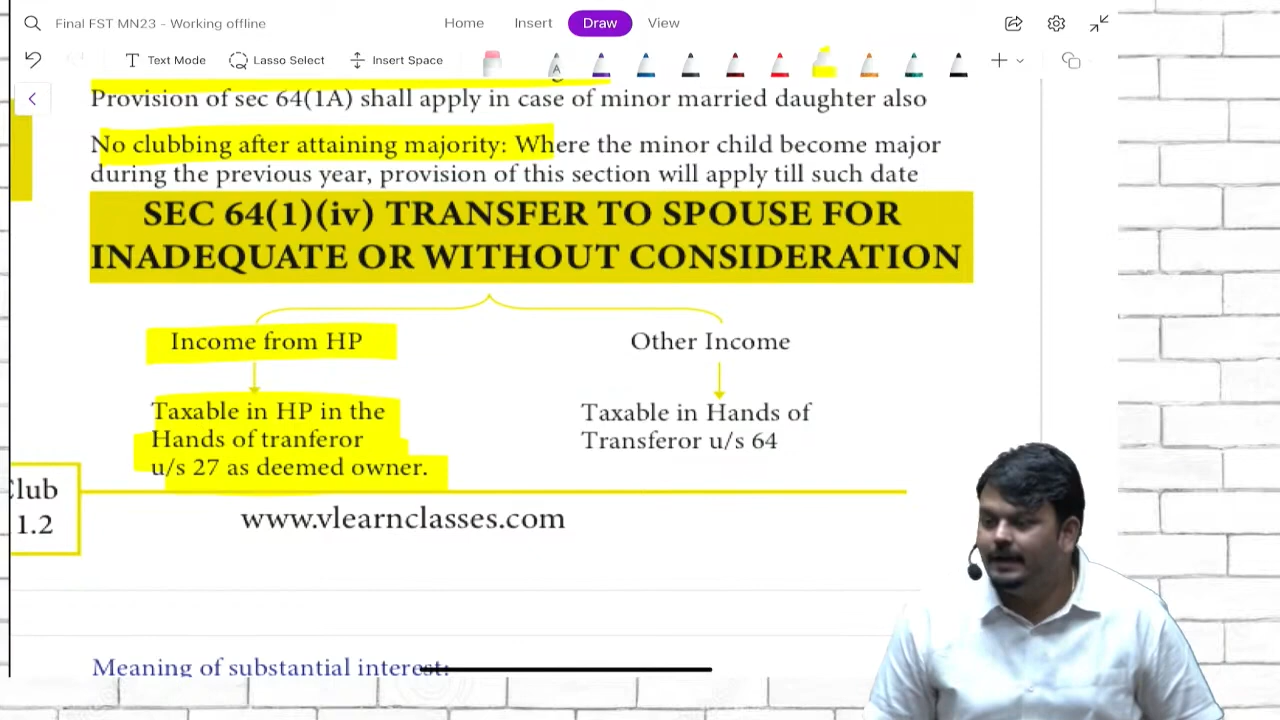 Final FST MN23 - Working offline
Home Insert Draw View
Text Mode Lasso Select Insert Space
Provision of sec 64(1A) shall apply in case of minor married daughter also
No clubbing after attaining majority: Where the minor child become major
during the previous year, provision of this section will apply till such date
SEC 64(1)(iv) TRANSFER TO SPOUSE FOR
INADEQUATE OR WITHOUT CONSIDERATION
Income from HP
Taxable in HP in the
Hands of tranferor
u/s 27 as deemed owner.
Other Income
Taxable in Hands of
Transferor u/s 64
Club
1.2
www.vlearnclasses.com
Meaning of substantial interest: